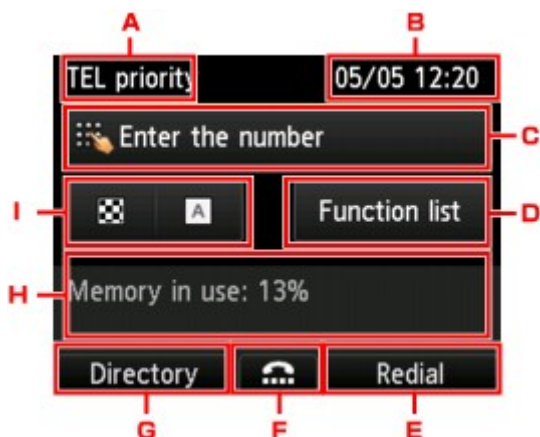 A B
TEL priority 05/05 12:20
Enter the number C
I A Function list D
H Memory in use: 13%
Directory Redial
G F E